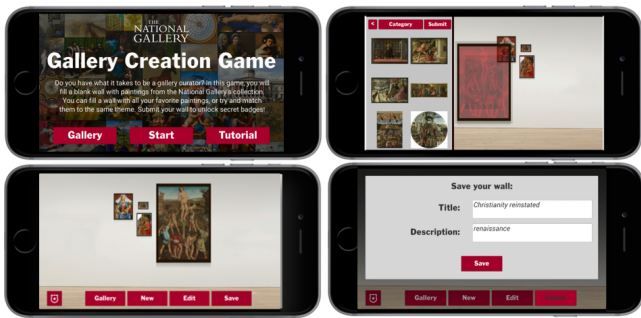 THE
NATIONAL
GALLERY
Gallery Creation Game
Do you have what it takes to be a gallery curator? In this game, you will
fill a blank wall with paintings from the National Gallery's collection.
You can fill a wall with all your favorite paintings, or try and match
them to the same theme. Submit your wall to unlock secret badges!
Gallery Start Tutorial
< Category Submit
Gallery New Edit Save
Save your wall:
Title: Christianity reinstated
Description: renaissance
Save
Gallery New Edit